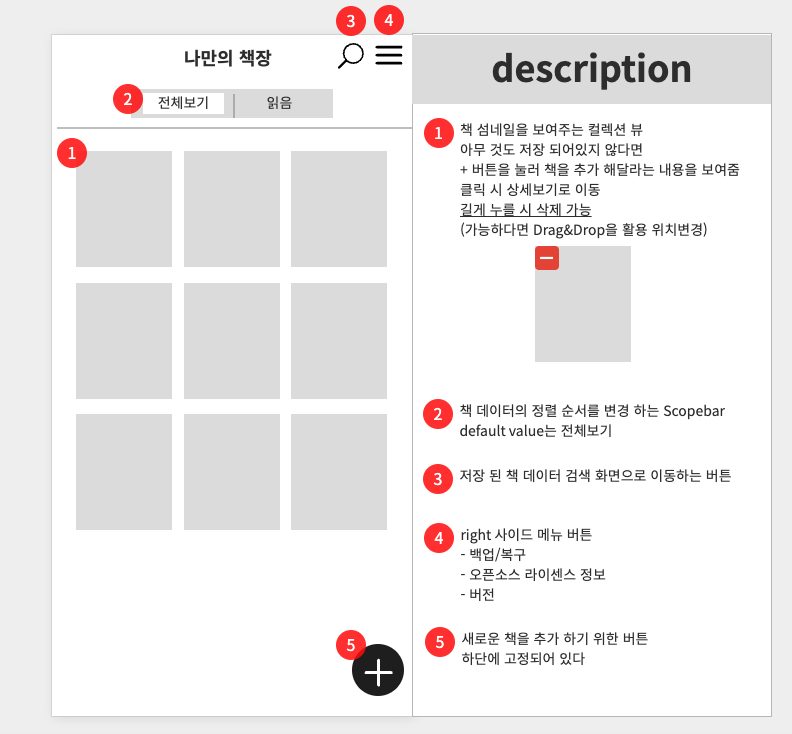 3
4
나만의 책장
2
전체보기
읽음
1
5
description
1
책 섬네일을 보여주는 컬렉션 뷰
아무 것도 저장 되어있지 않다면
+ 버튼을 눌러 책을 추가 해달라는 내용을 보여줌
클릭 시 상세보기로 이동
길게 누를 시 삭제 가능
(가능하다면 Drag&Drop을 활용 위치변경)
2
책 데이터의 정렬 순서를 변경 하는 Scopebar
default value는 전체보기
3
저장 된 책 데이터 검색 화면으로 이동하는 버튼
4
right 사이드 메뉴 버튼
- 백업/복구
- 오픈소스 라이센스 정보
- 버전
5
새로운 책을 추가 하기 위한 버튼
하단에 고정되어 있다